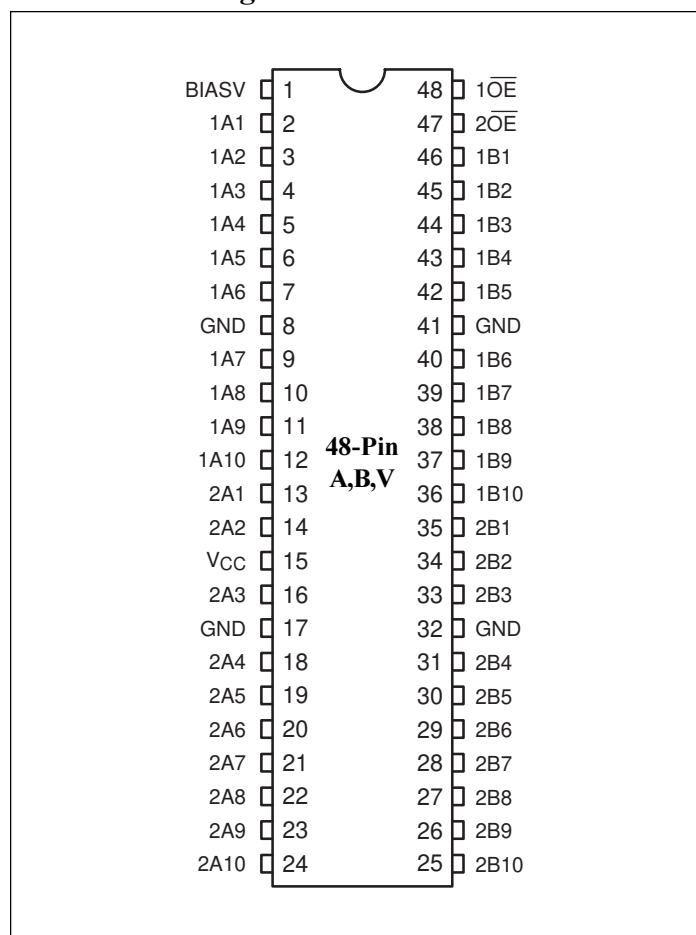 BIASV 1 48 1O̅E̅
1A1 2 47 2O̅E̅
1A2 3 46 1B1
1A3 4 45 1B2
1A4 5 44 1B3
1A5 6 43 1B4
1A6 7 42 1B5
GND 8 41 GND
1A7 9 40 1B6
1A8 10 39 1B7
1A9 11 38 1B8
1A10 12 48-Pin 37 1B9
2A1 13 A,B,V 36 1B10
2A2 14 35 2B1
VCC 15 34 2B2
2A3 16 33 2B3
GND 17 32 GND
2A4 18 31 2B4
2A5 19 30 2B5
2A6 20 29 2B6
2A7 21 28 2B7
2A8 22 27 2B8
2A9 23 26 2B9
2A10 24 25 2B10